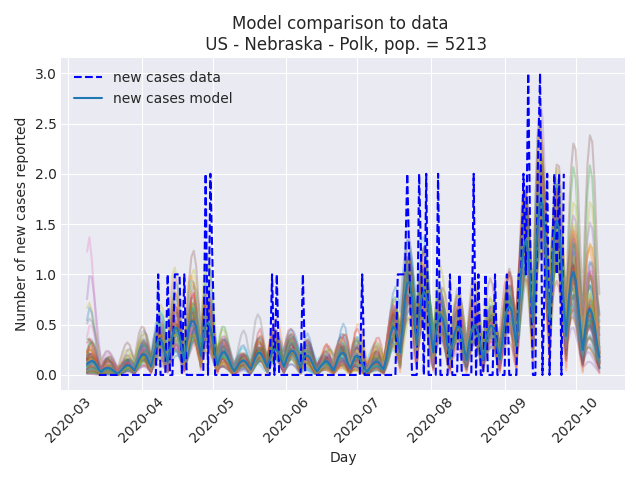 Model comparison to data
US - Nebraska - Polk, pop. = 5213
new cases data
new cases model
Number of new cases reported
3.0
2.5
2.0
1.5
1.0
0.5
0.0
2020-03
2020-04
2020-05
2020-06
2020-07
2020-08
2020-09
2020-10
Day